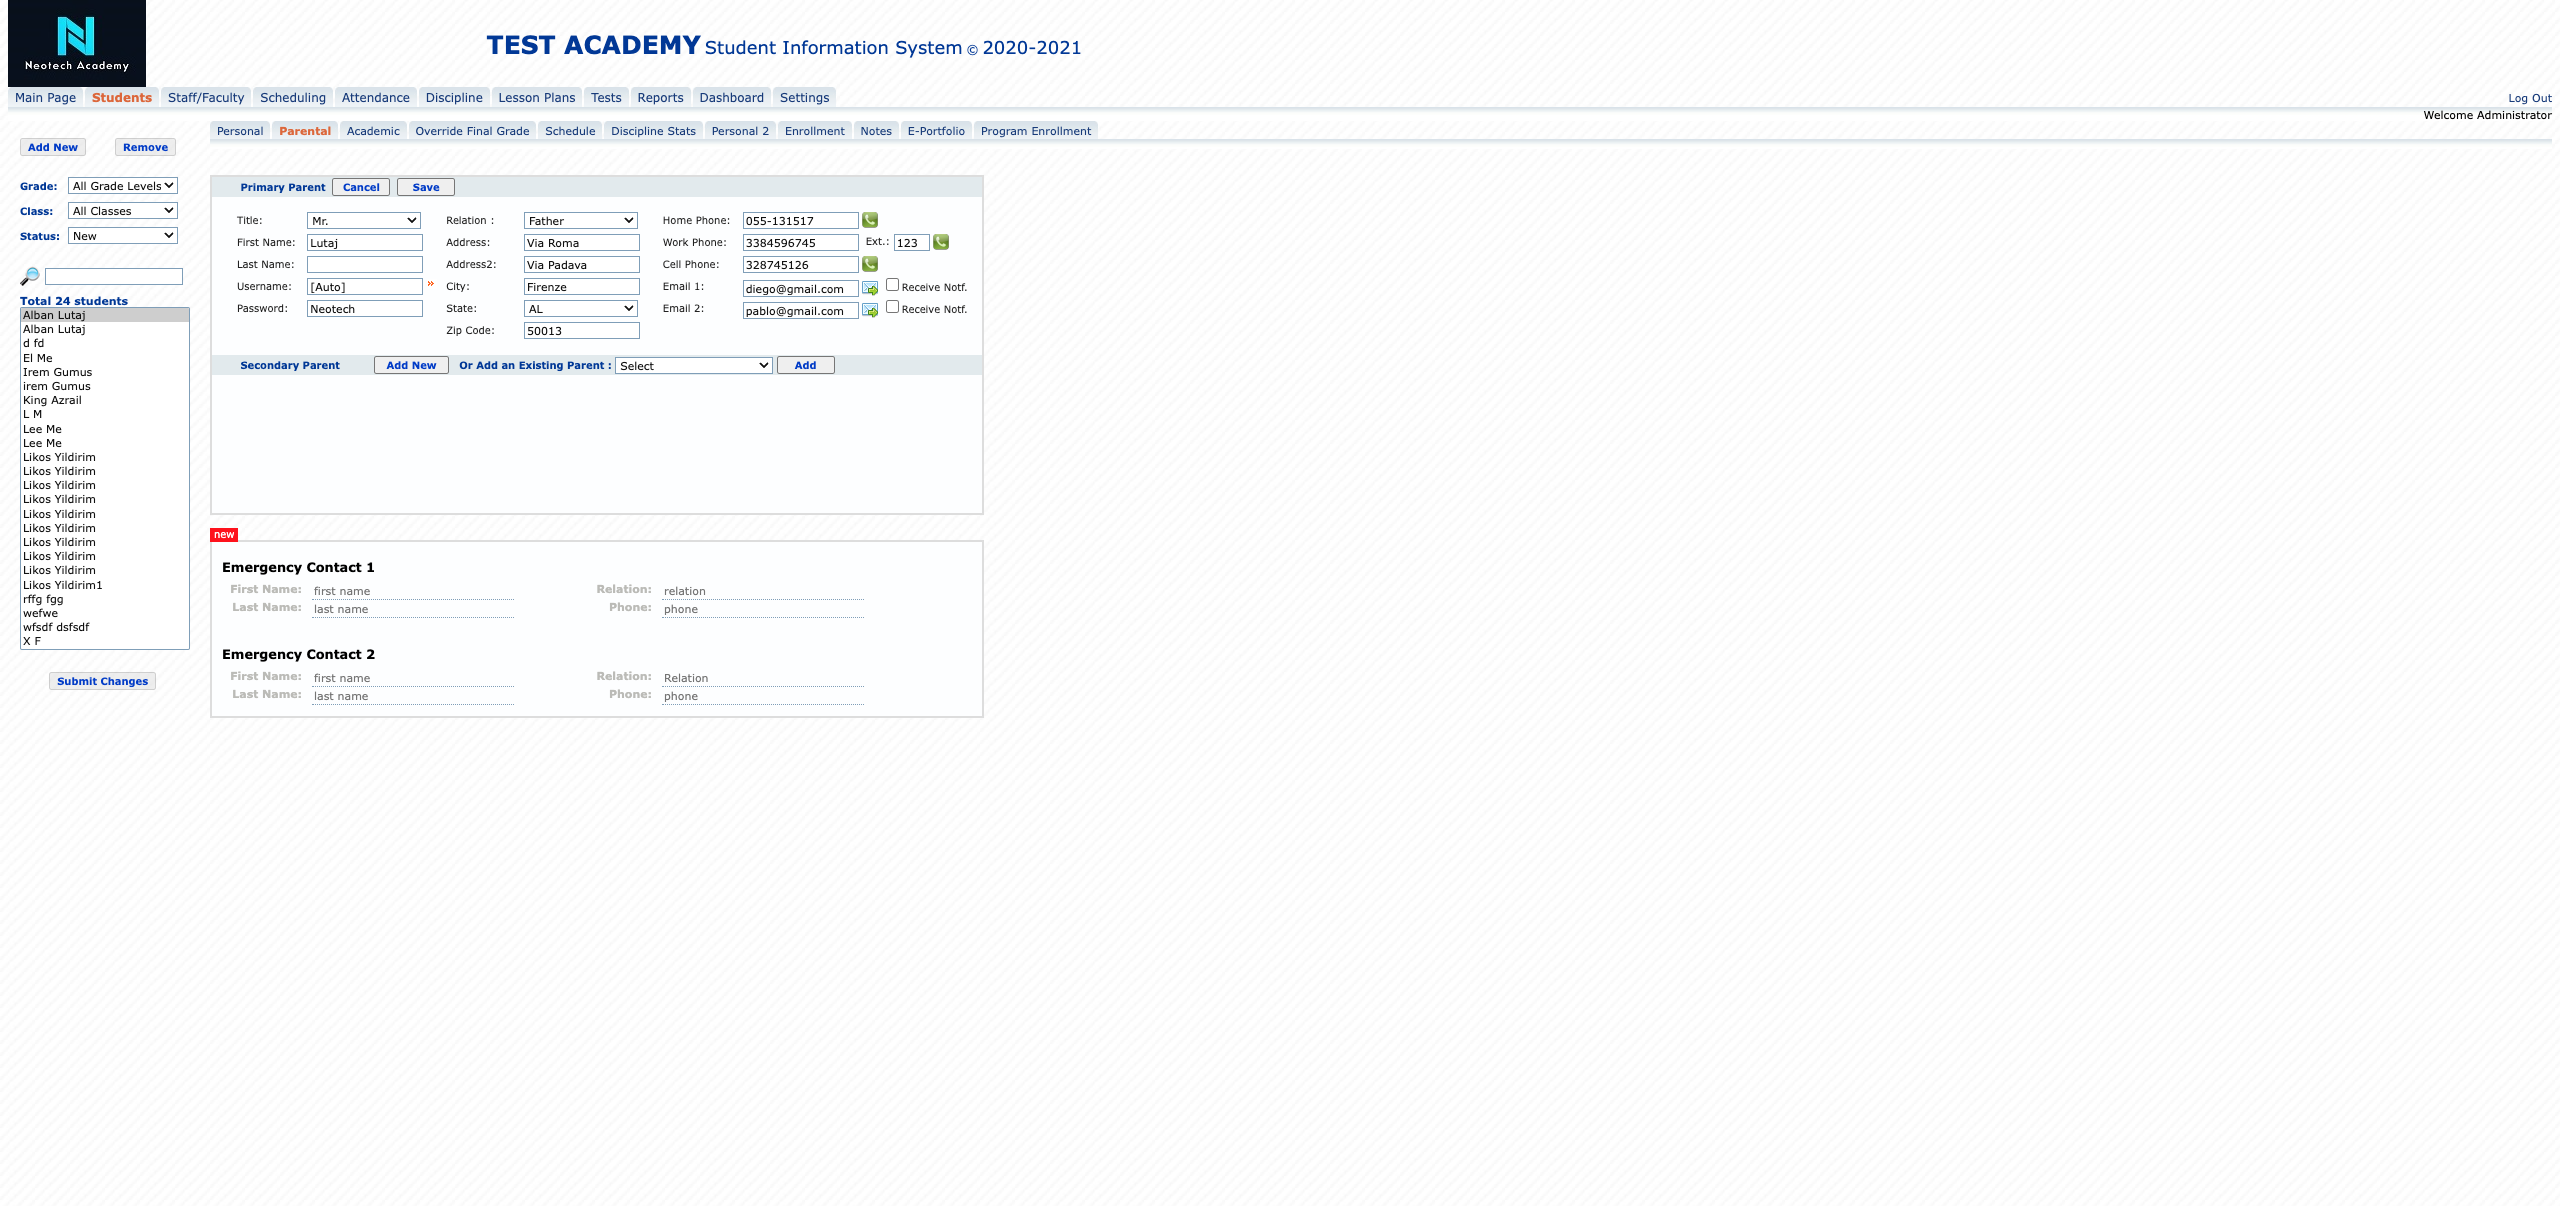 Neotech Academy
TEST ACADEMY Student Information System © 2020-2021
Main Page Students Staff/Faculty Scheduling Attendance Discipline Lesson Plans Tests Reports Dashboard Settings
Log Out
Welcome Administrator
Personal Parental Academic Override Final Grade Schedule Discipline Stats Personal 2 Enrollment Notes E-Portfolio Program Enrollment
Add New Remove
Grade: All Grade Levels
Class: All Classes
Status: New
Total 24 students
Alban Lutaj
Alban Lutaj
d fd
El Me
Irem Gumus
irem Gumus
King Azrail
L M
Lee Me
Lee Me
Likos Yildirim
Likos Yildirim
Likos Yildirim
Likos Yildirim
Likos Yildirim
Likos Yildirim
Likos Yildirim
Likos Yildirim
Likos Yildirim
Likos Yildirim1
rffg fgg
wefwe
wfsdf dsfsdf
X F
Submit Changes
Primary Parent Cancel Save
Title: Mr. Relation : Father Home Phone: 055-131517
First Name: Lutaj Address: Via Roma Work Phone: 3384596745 Ext.: 123
Last Name: Address2: Via Padava Cell Phone: 328745126
Username: [Auto] » City: Firenze Email 1: diego@gmail.com Receive Notf.
Password: Neotech State: AL Email 2: pablo@gmail.com Receive Notf.
Zip Code: 50013
Secondary Parent Add New Or Add an Existing Parent : Select Add
new
Emergency Contact 1
First Name: first name Relation: relation
Last Name: last name Phone: phone
Emergency Contact 2
First Name: first name Relation: Relation
Last Name: last name Phone: phone